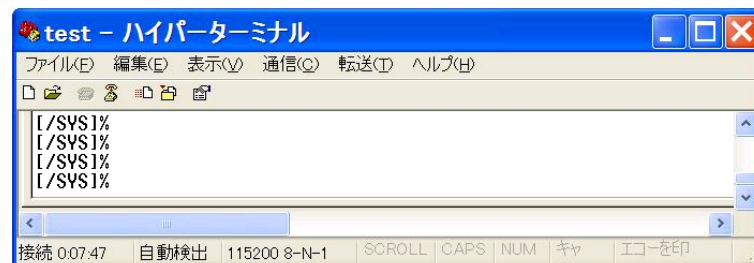 test - ハイパーターミナル
ファイル(F) 編集(E) 表示(V) 通信(C) 転送(T) ヘルプ(H)
[/SYS]%
[/SYS]%
[/SYS]%
[/SYS]%
接続 0:07:47 自動検出 115200 8-N-1 SCROLL CAPS NUM キャ エコーを印